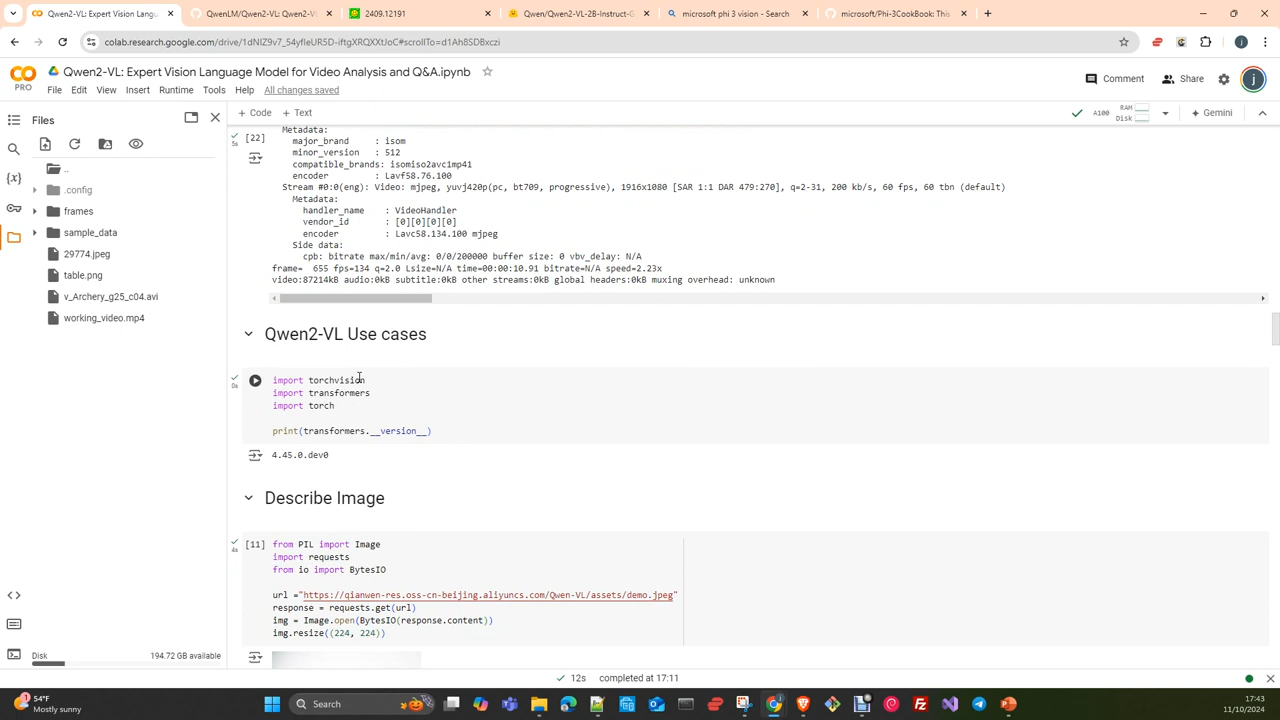 Qwen2-VL: Expert Vision Langu
QwenLM/Qwen2-VL: Qwen2-VL
2409.12191
Qwen/Qwen2-VL-2B-Instruct-G
microsoft phi 3 vision - Search
microsoft/Phi-3CookBook: This
colab.research.google.com/drive/1dNIZ9v7_54yfIeUR5D-iftgXRQXXtJoC#scrollTo=d1Ah8SDBxczi
j
Qwen2-VL: Expert Vision Language Model for Video Analysis and Q&A.ipynb
PRO
File Edit View Insert Runtime Tools Help All changes saved
Comment
Share
j
Files
+ Code + Text
A100
RAM
Disk
Gemini
..
.config
frames
sample_data
29774.jpeg
table.png
v_Archery_g25_c04.avi
working_video.mp4
Disk 194.72 GB available
[22]
5s
Metadata:
major_brand : isom
minor_version : 512
compatible_brands: isomiso2avc1mp41
encoder : Lavf58.76.100
Stream #0:0(eng): Video: mjpeg, yuvj420p(pc, bt709, progressive), 1916x1080 [SAR 1:1 DAR 479:270], q=2-31, 200 kb/s, 60 fps, 60 tbn (default)
Metadata:
handler_name : VideoHandler
vendor_id : [0][0][0][0]
encoder : Lavc58.134.100 mjpeg
Side data:
cpb: bitrate max/min/avg: 0/0/200000 buffer size: 0 vbv_delay: N/A
frame= 655 fps=134 q=2.0 Lsize=N/A time=00:00:10.91 bitrate=N/A speed=2.23x
video:87214kB audio:0kB subtitle:0kB other streams:0kB global headers:0kB muxing overhead: unknown
Qwen2-VL Use cases
0s
import torchvision
import transformers
import torch
print(transformers.__version__)
4.45.0.dev0
Describe Image
[11]
4s
from PIL import Image
import requests
from io import BytesIO
url ="https://qianwen-res.oss-cn-beijing.aliyuncs.com/Qwen-VL/assets/demo.jpeg"
response = requests.get(url)
img = Image.open(BytesIO(response.content))
img.resize((224, 224))
12s completed at 17:11
54°F
Mostly sunny
Search
17:43
11/10/2024